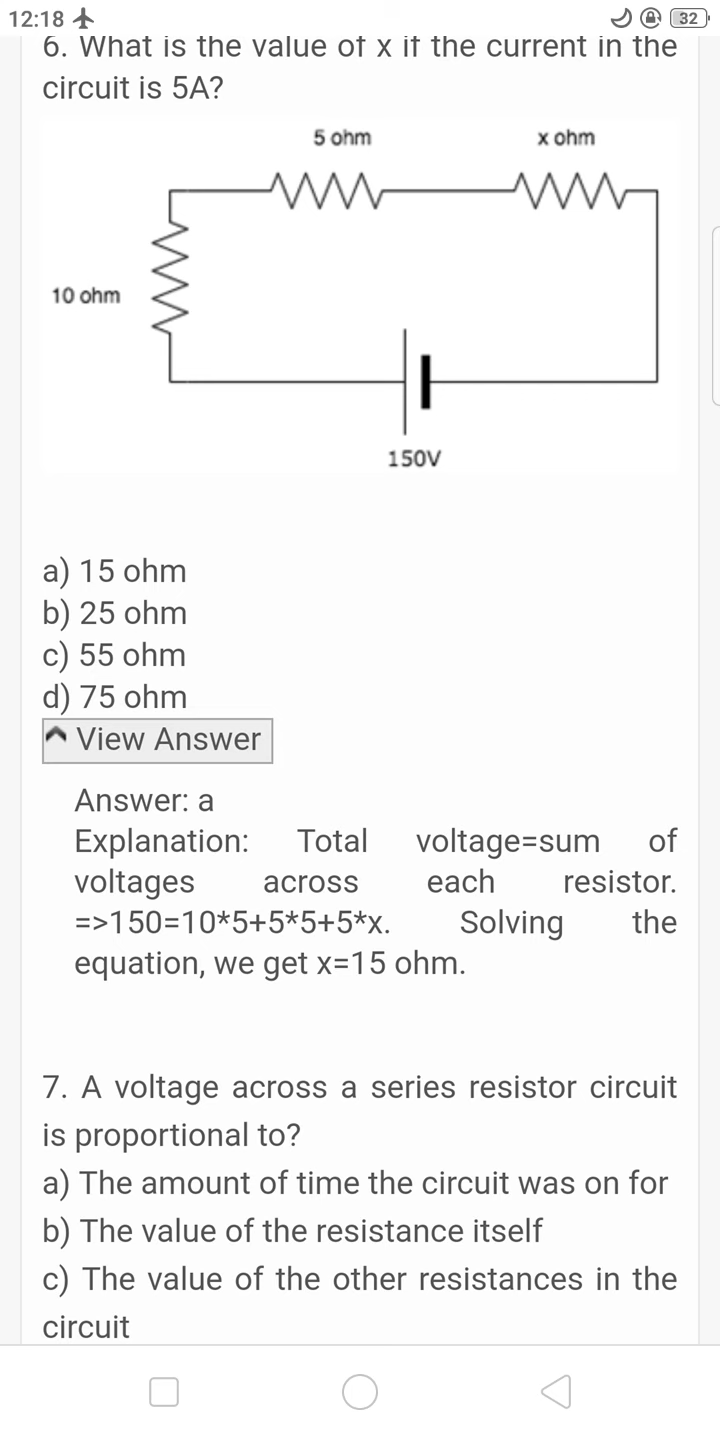 12:18
32
6. What is the value of x if the current in the
circuit is 5A?
5 ohm
x ohm
10 ohm
150V
a) 15 ohm
b) 25 ohm
c) 55 ohm
d) 75 ohm
View Answer
Answer: a
Explanation: Total voltage=sum of
voltages across each resistor.
=>150=10*5+5*5+5*x. Solving the
equation, we get x=15 ohm.
7. A voltage across a series resistor circuit
is proportional to?
a) The amount of time the circuit was on for
b) The value of the resistance itself
c) The value of the other resistances in the
circuit